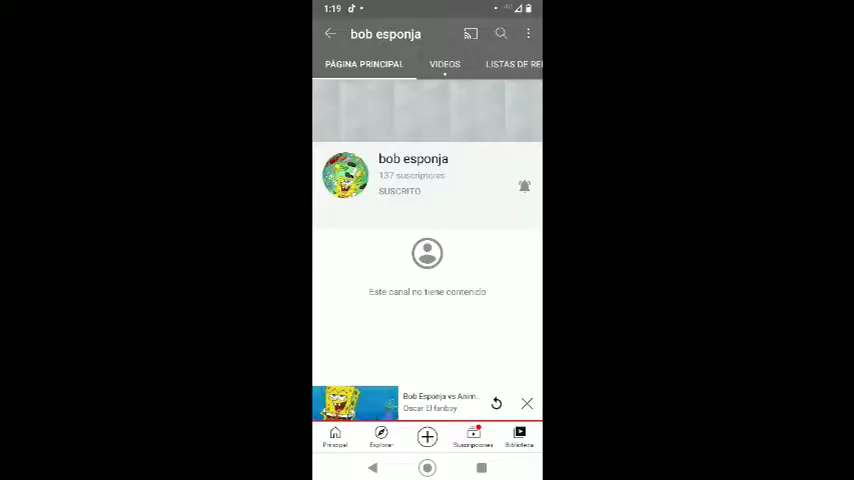 1:19
4G
bob esponja
PÁGINA PRINCIPAL VIDEOS LISTAS DE RE
bob esponja
137 suscriptores
SUSCRITO
Este canal no tiene contenido
Bob Esponja vs Anim..
Oscar El fanboy
Principal Explorar Suscripciones Biblioteca